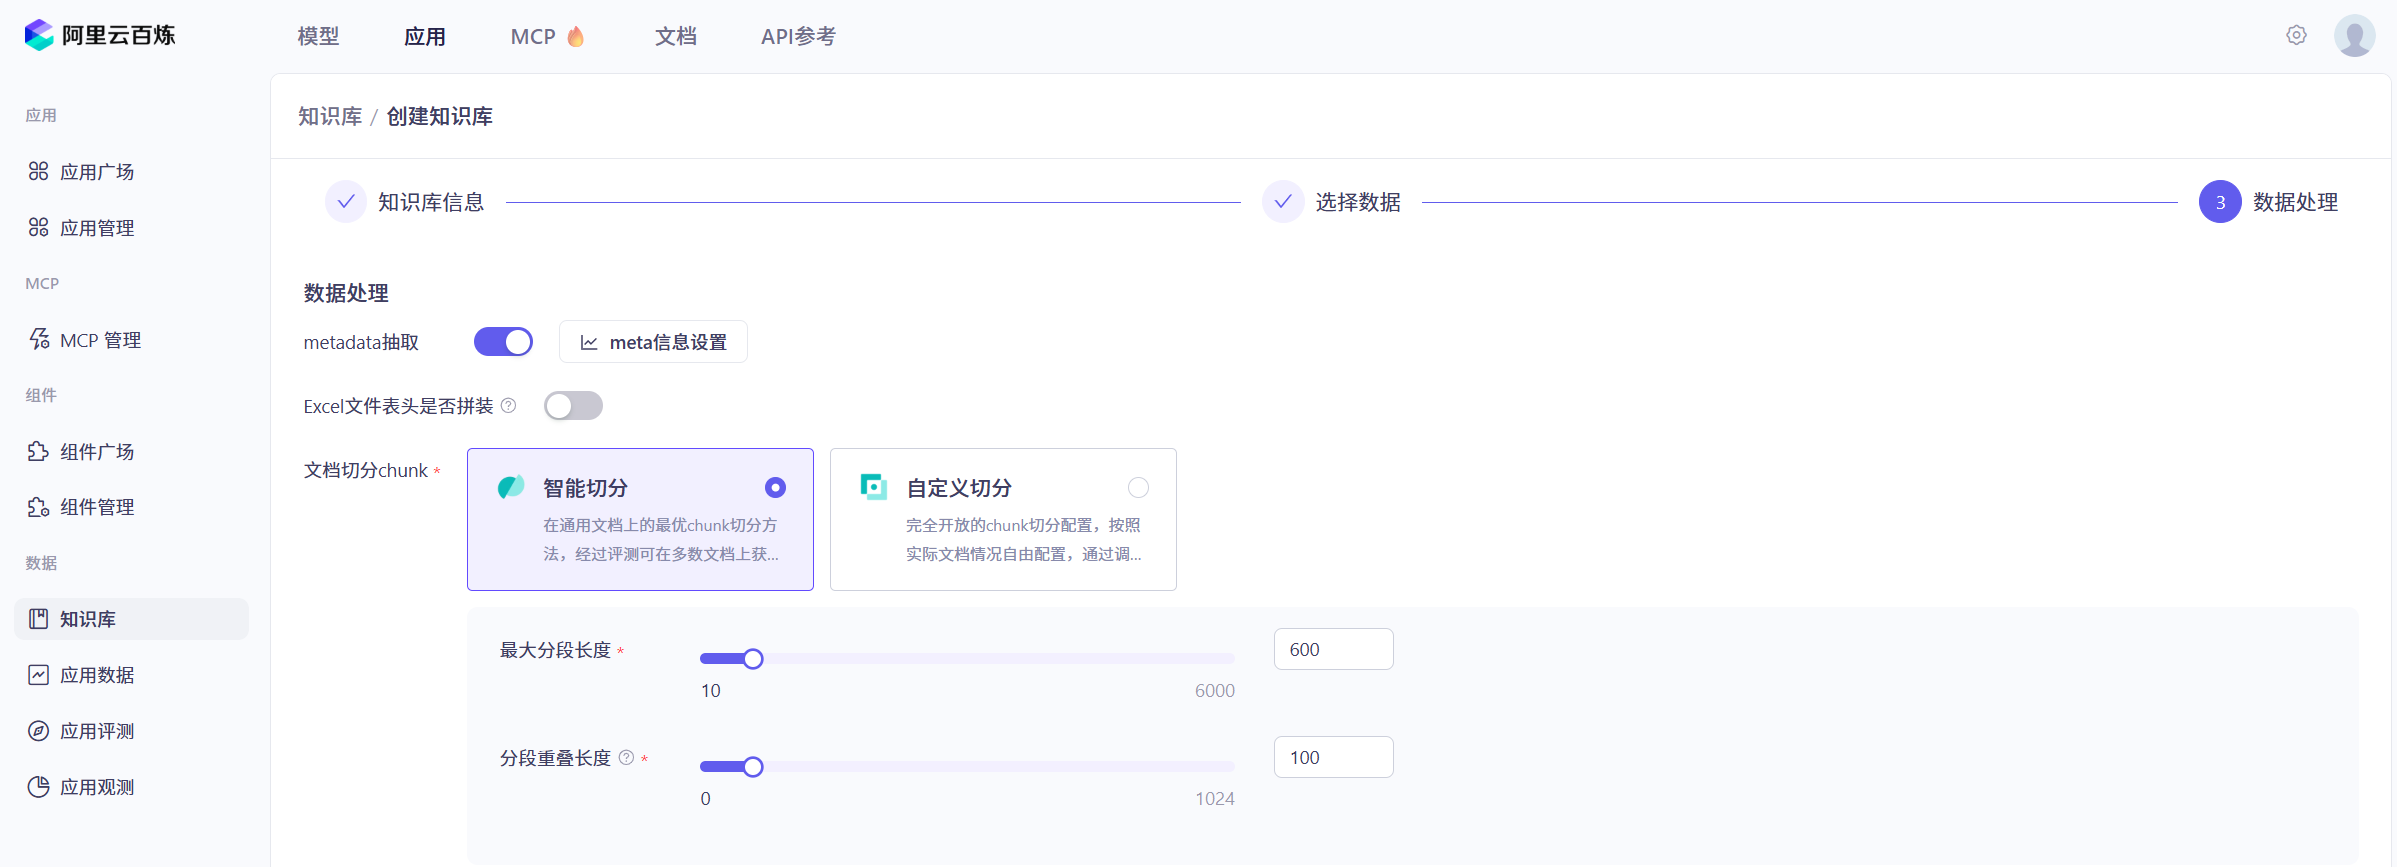 阿里云百炼
模型
应用
MCP
文档
API参考
应用
应用广场
应用管理
MCP
MCP 管理
组件
组件广场
组件管理
数据
知识库
应用数据
应用评测
应用观测
知识库 / 创建知识库
知识库信息
选择数据
3 数据处理
数据处理
metadata抽取
meta信息设置
Excel文件表头是否拼装 ?
文档切分chunk *
智能切分
在通用文档上的最优chunk切分方
法，经过评测可在多数文档上获...
自定义切分
完全开放的chunk切分配置，按照
实际文档情况自由配置，通过调...
最大分段长度 *
600
10
6000
分段重叠长度 ? *
100
0
1024